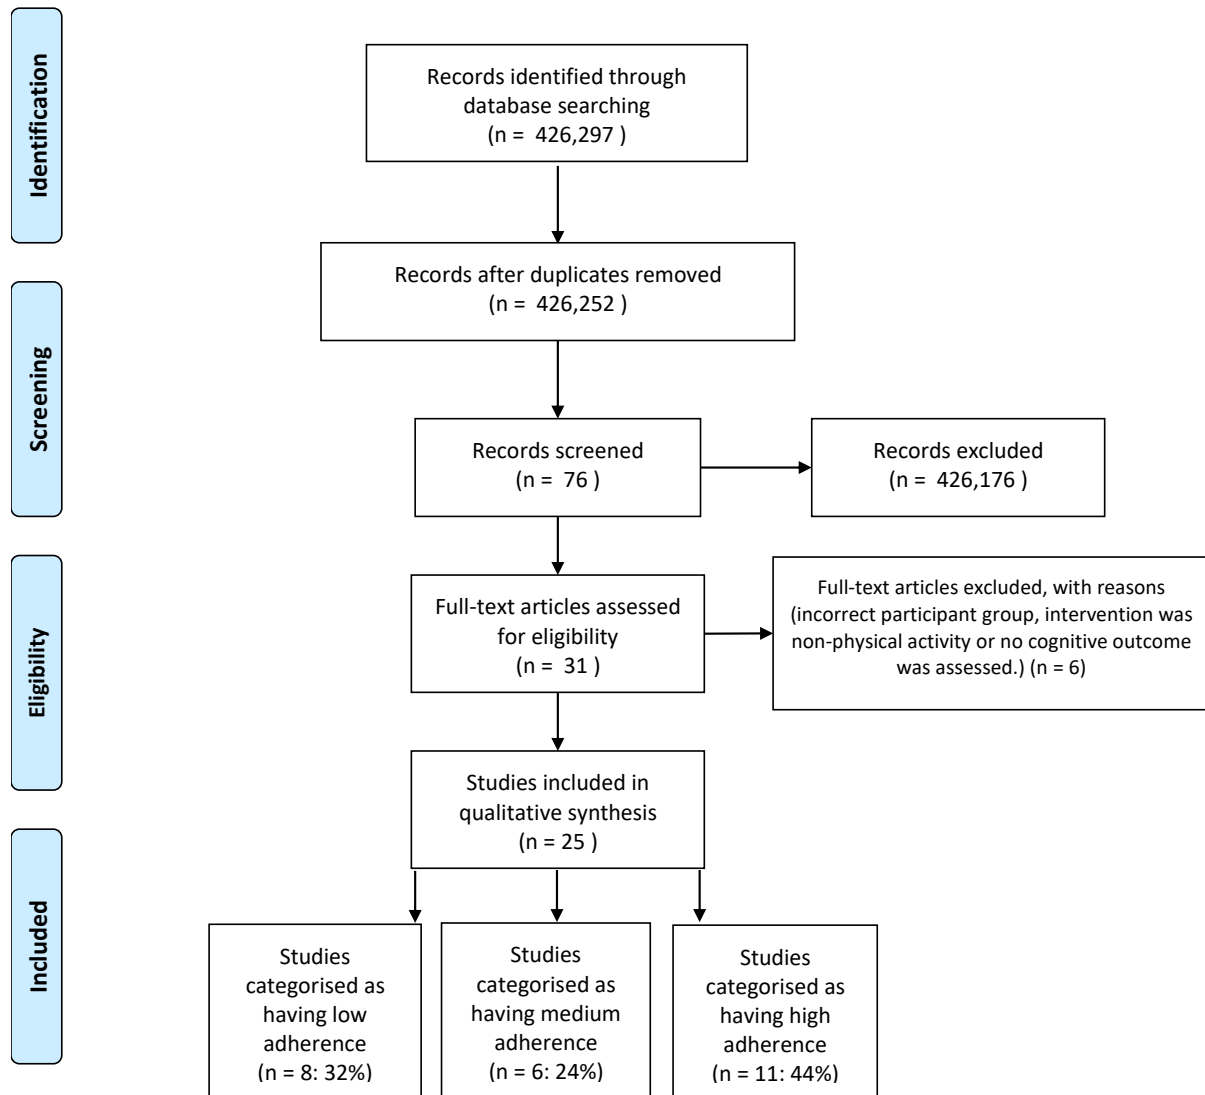 Identification
Records identified through
database searching
(n =  426,297 )
Records after duplicates removed
(n =  426,252 )
Screening
Records screened
(n =  76 )
Records excluded
(n =  426,176 )
Eligibility
Full-text articles assessed
for eligibility
(n =  31 )
Full-text articles excluded, with reasons
(incorrect participant group, intervention was
non-physical activity or no cognitive outcome
was assessed.) (n = 6)
Studies included in
qualitative synthesis
(n = 25 )
Included
Studies
categorised as
having low
adherence
(n = 8: 32%)
Studies
categorised as
having medium
adherence
(n = 6: 24%)
Studies
categorised as
having high
adherence
(n = 11: 44%)